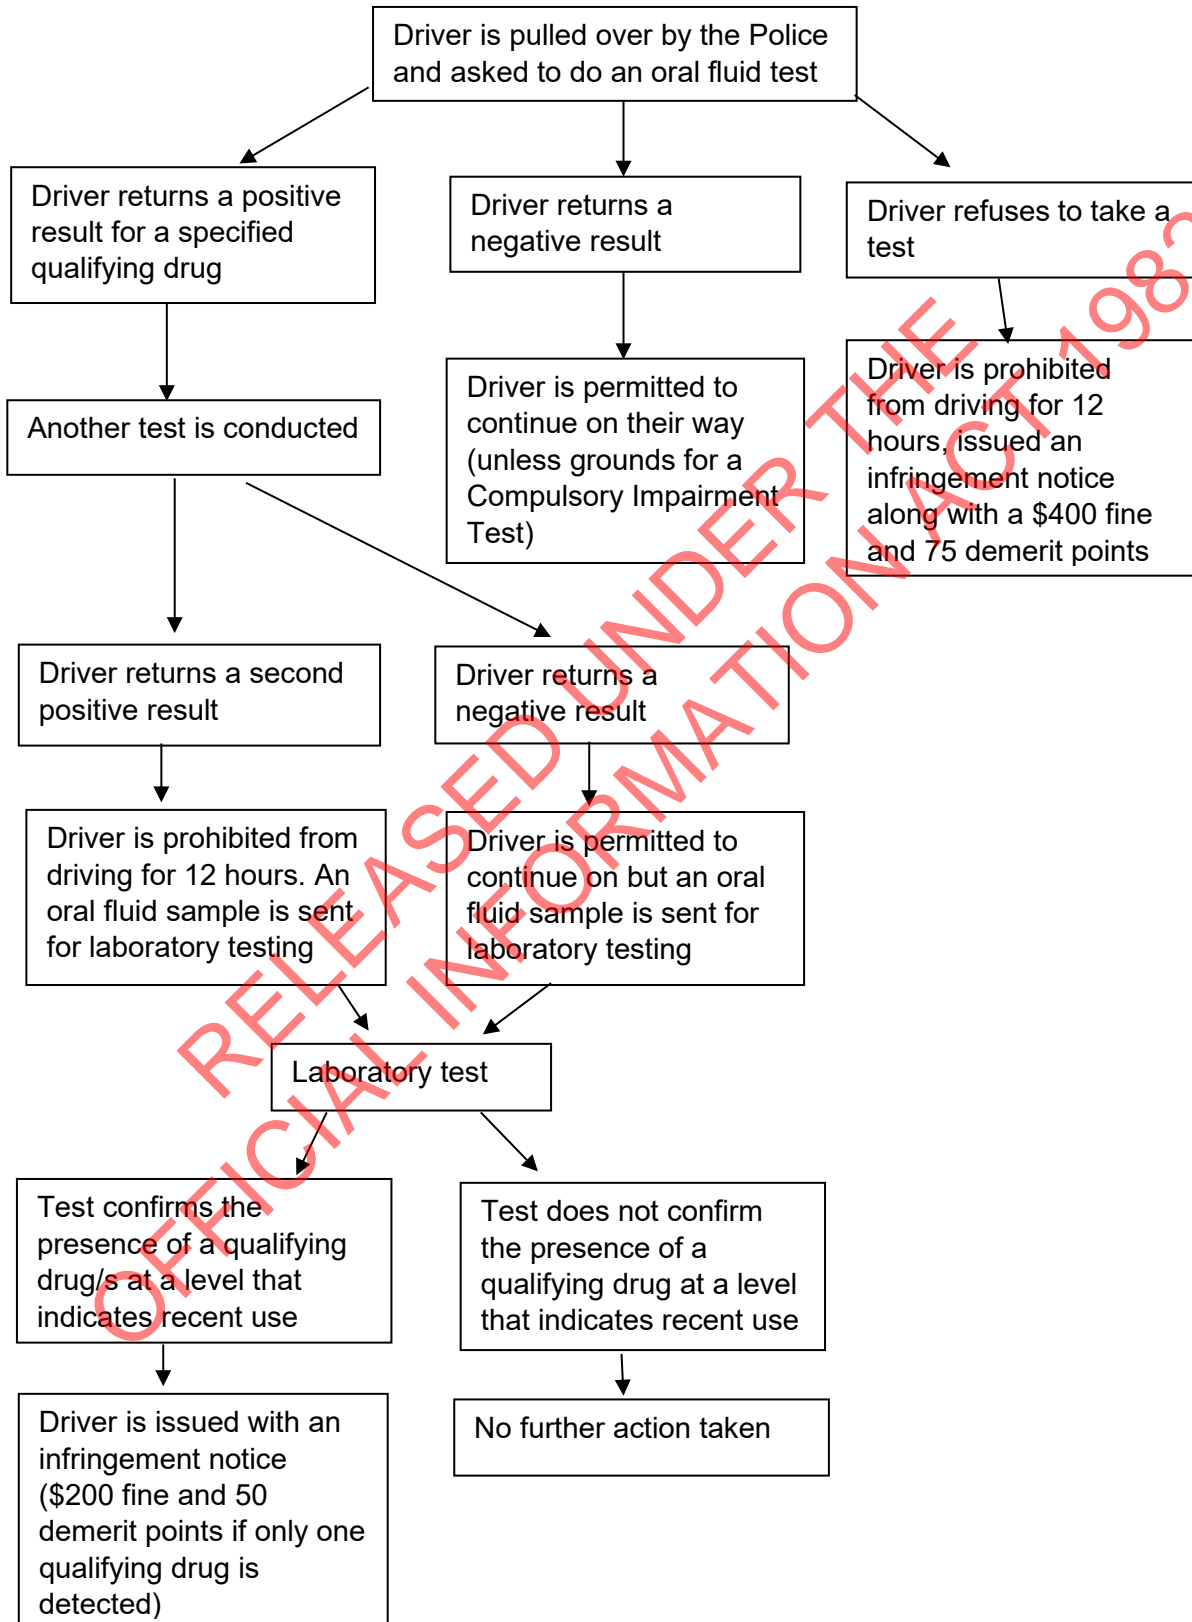 Driver is pulled over by the Police
and asked to do an oral fluid test
Driver returns a positive
result for a specified
qualifying drug
Driver returns a
negative result
Driver refuses to take a
test
Another test is conducted
Driver is permitted to
continue on their way
(unless grounds for a
Compulsory Impairment
Test)
Driver is prohibited
from driving for 12
hours, issued an
infringement notice
along with a $400 fine
and 75 demerit points
Driver returns a second
positive result
Driver returns a
negative result
Driver is prohibited from
driving for 12 hours. An
oral fluid sample is sent
for laboratory testing
Driver is permitted to
continue on but an oral
fluid sample is sent for
laboratory testing
Laboratory test
Test confirms the
presence of a qualifying
drug/s at a level that
indicates recent use
Test does not confirm
the presence of a
qualifying drug at a level
that indicates recent use
Driver is issued with an
infringement notice
($200 fine and 50
demerit points if only one
qualifying drug is
detected)
No further action taken
RELEASED UNDER THE
OFFICIAL INFORMATION ACT 1982